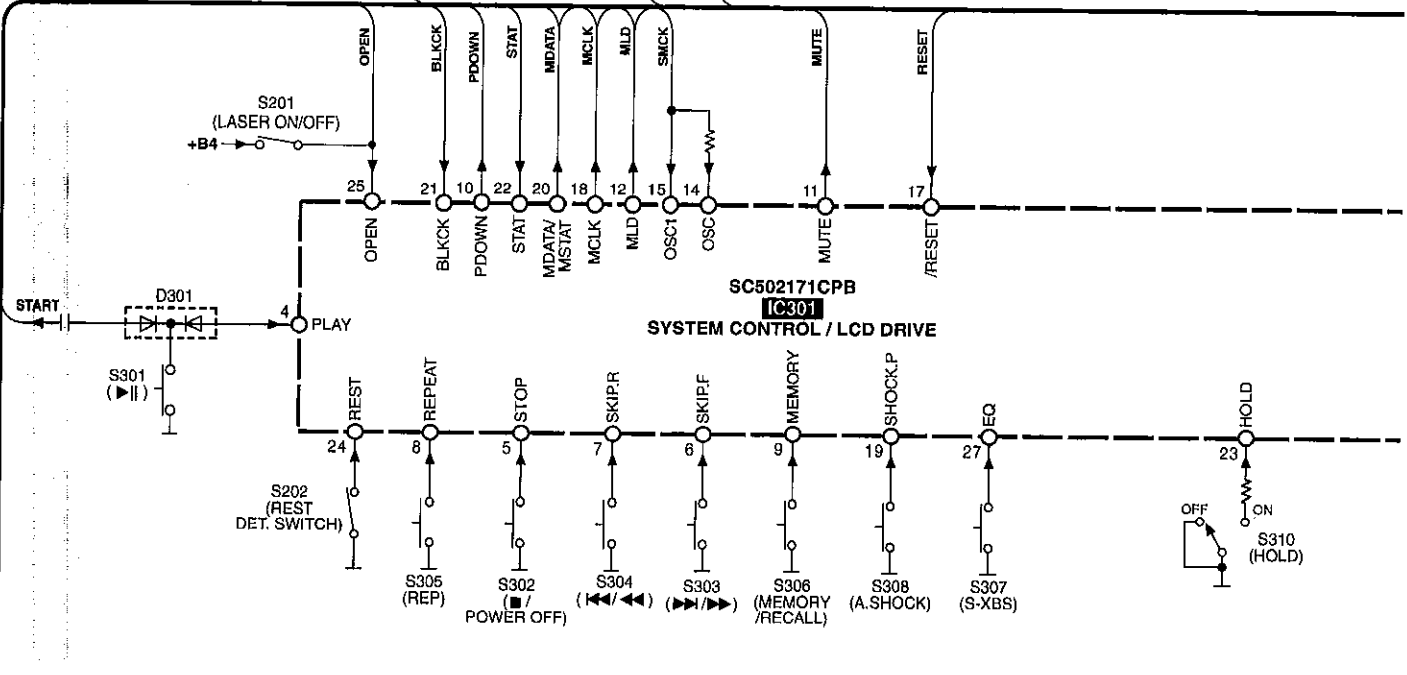 OPEN
BLKCK
PDOWN
STAT
MDATA
MCLK
MLD
SMCK
MUTE
RESET
S201
(LASER ON/OFF)
+B4
25
21
10
22
20
18
12
15
14
11
17
OPEN
BLKCK
PDOWN
STAT
MDATA/
MSTAT
MCLK
MLD
OSC1
OSC
MUTE
/RESET
SC502171CPB
IC301
SYSTEM CONTROL / LCD DRIVE
START
D301
4
PLAY
S301
(▶||)
REST
REPEAT
STOP
SKIP.R
SKIP.F
MEMORY
SHOCK.P
EQ
HOLD
24
8
5
7
6
9
19
27
23
S202
(REST
DET. SWITCH)
OFF
ON
S310
(HOLD)
S305
(REP)
S302
(■ /
POWER OFF)
S304
(|◀◀/◀◀)
S303
(▶▶|/▶▶)
S306
(MEMORY
/RECALL)
S308
(A.SHOCK)
S307
(S-XBS)